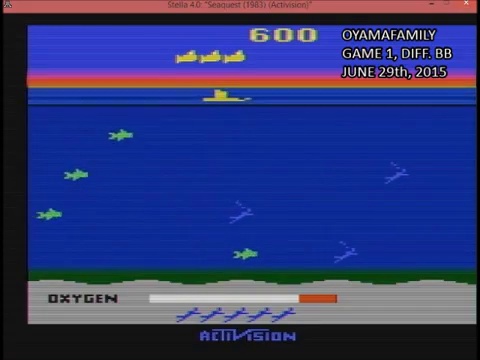 Stella 4.0: "Seaquest (1983) (Activision)"
600
OYAMAFAMILY
GAME 1, DIFF. BB
JUNE 29th, 2015
OXYGEN
ACTIVISION